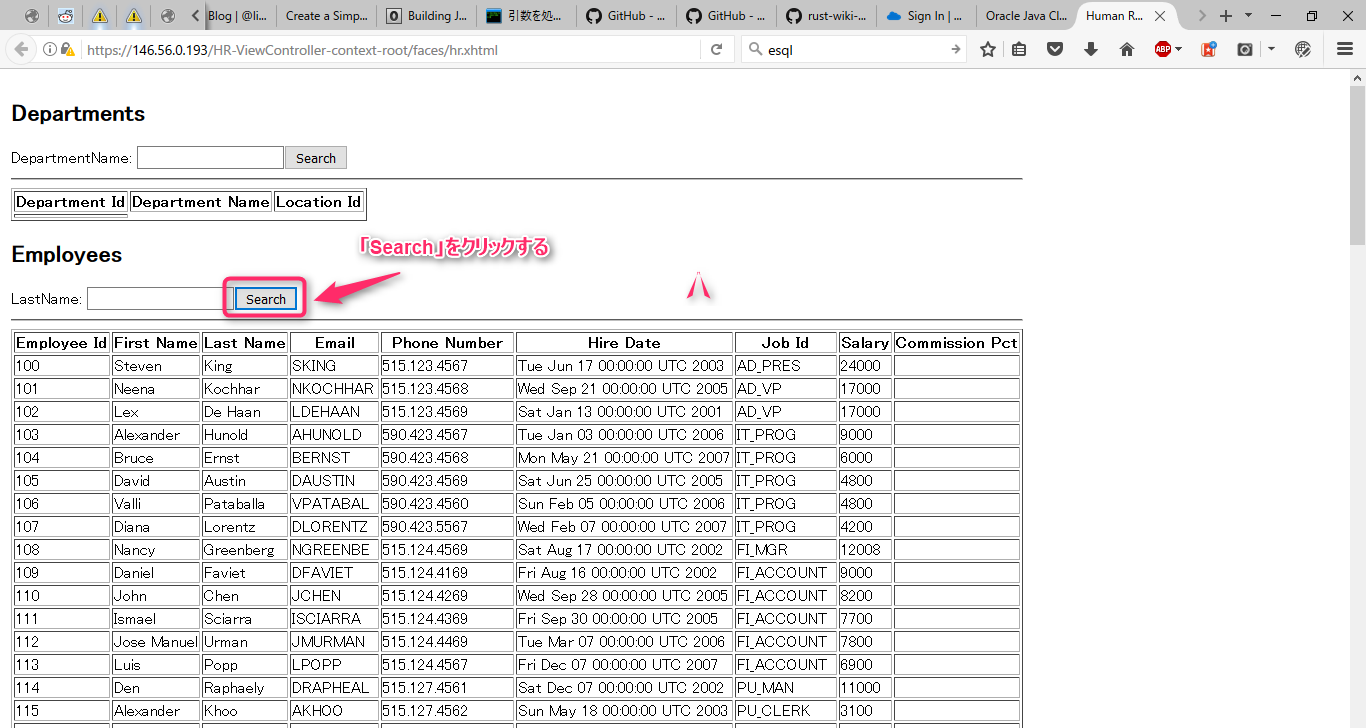 Blog | @li...
Create a Simp...
Building J...
引数を処...
GitHub - ...
GitHub - ...
rust-wiki-...
Sign In | ...
Oracle Java Cl...
Human R...
https://146.56.0.193/HR-ViewController-context-root/faces/hr.xhtml
esql
ABP
Departments
DepartmentName: Search
Department Id Department Name Location Id
「Search」をクリックする
Employees
LastName: Search
Employee Id First Name Last Name Email Phone Number Hire Date Job Id Salary Commission Pct
100 Steven King SKING 515.123.4567 Tue Jun 17 00:00:00 UTC 2003 AD_PRES 24000
101 Neena Kochhar NKOCHHAR 515.123.4568 Wed Sep 21 00:00:00 UTC 2005 AD_VP 17000
102 Lex De Haan LDEHAAN 515.123.4569 Sat Jan 13 00:00:00 UTC 2001 AD_VP 17000
103 Alexander Hunold AHUNOLD 590.423.4567 Tue Jan 03 00:00:00 UTC 2006 IT_PROG 9000
104 Bruce Ernst BERNST 590.423.4568 Mon May 21 00:00:00 UTC 2007 IT_PROG 6000
105 David Austin DAUSTIN 590.423.4569 Sat Jun 25 00:00:00 UTC 2005 IT_PROG 4800
106 Valli Pataballa VPATABAL 590.423.4560 Sun Feb 05 00:00:00 UTC 2006 IT_PROG 4800
107 Diana Lorentz DLORENTZ 590.423.5567 Wed Feb 07 00:00:00 UTC 2007 IT_PROG 4200
108 Nancy Greenberg NGREENBE 515.124.4569 Sat Aug 17 00:00:00 UTC 2002 FI_MGR 12008
109 Daniel Faviet DFAVIET 515.124.4169 Fri Aug 16 00:00:00 UTC 2002 FI_ACCOUNT 9000
110 John Chen JCHEN 515.124.4269 Wed Sep 28 00:00:00 UTC 2005 FI_ACCOUNT 8200
111 Ismael Sciarra ISCIARRA 515.124.4369 Fri Sep 30 00:00:00 UTC 2005 FI_ACCOUNT 7700
112 Jose Manuel Urman JMURMAN 515.124.4469 Tue Mar 07 00:00:00 UTC 2006 FI_ACCOUNT 7800
113 Luis Popp LPOPP 515.124.4567 Fri Dec 07 00:00:00 UTC 2007 FI_ACCOUNT 6900
114 Den Raphaely DRAPHEAL 515.127.4561 Sat Dec 07 00:00:00 UTC 2002 PU_MAN 11000
115 Alexander Khoo AKHOO 515.127.4562 Sun May 18 00:00:00 UTC 2003 PU_CLERK 3100